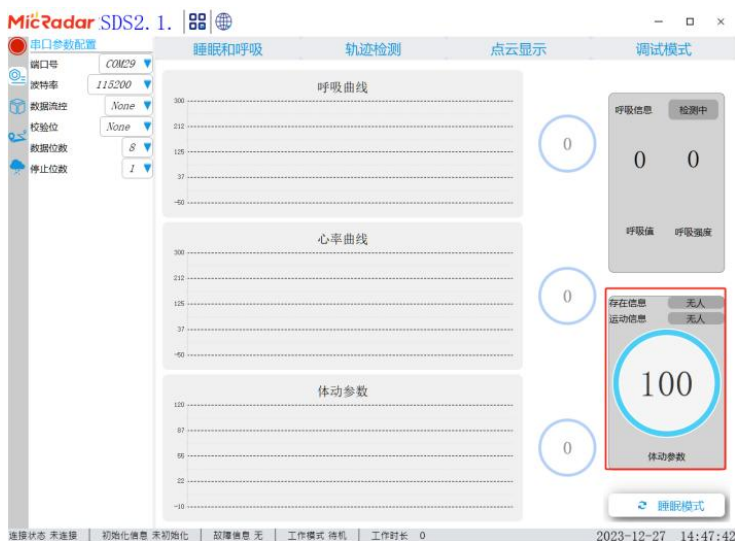 MicRadar SDS2.1.
串口参数配置
端口号 COM29
波特率 115200
数据流控 None
校验位 None
数据位数 8
停止位数 1
睡眠和呼吸 轨迹检测 点云显示 调试模式
呼吸曲线
300
212
125
37
-50
0
心率曲线
300
212
125
37
-50
0
体动参数
120
87
55
22
-10
0
呼吸信息 检测中
0 0
呼吸值 呼吸强度
存在信息 无人
运动信息 无人
100
体动参数
睡眠模式
连接状态 未连接 初始化信息 未初始化 故障信息 无 工作模式 待机 工作时长 0 2023-12-27 14:47:42